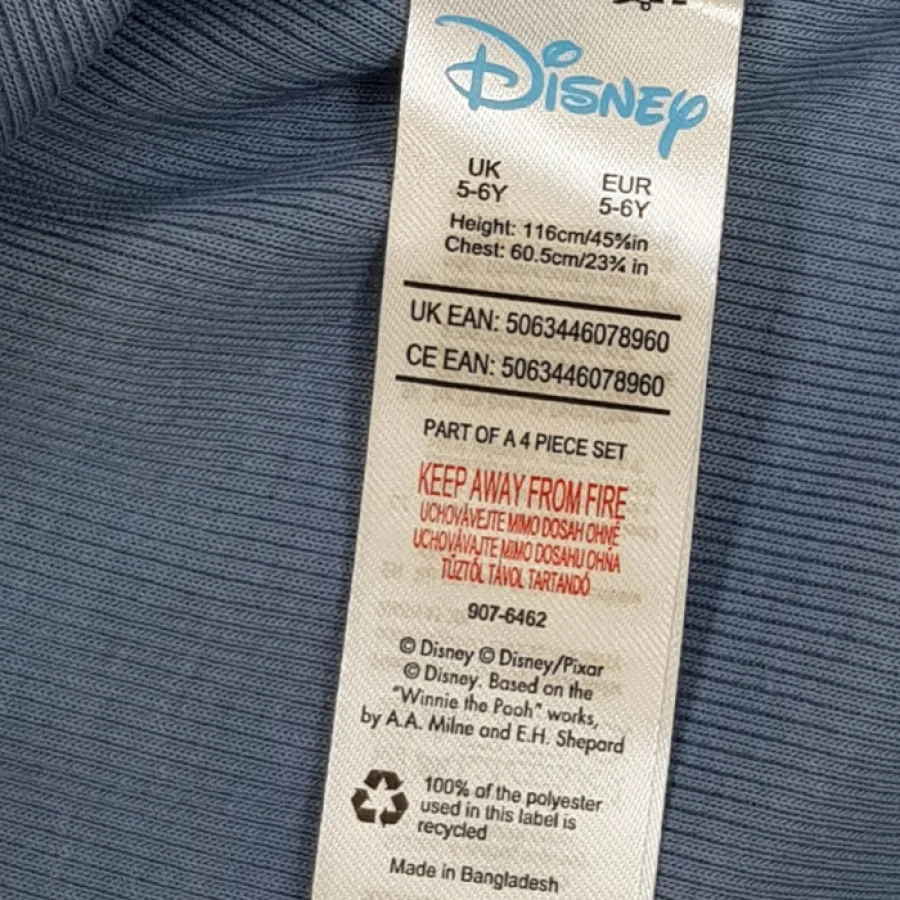 Disney
UK EUR
5-6Y 5-6Y
Height: 116cm/45⅝in
Chest: 60.5cm/23¾ in
UK EAN: 5063446078960
CE EAN: 5063446078960
PART OF A 4 PIECE SET
KEEP AWAY FROM FIRE
UCHOVÁVEJTE MIMO DOSAH OHNĚ
UCHOVÁVAJTE MIMO DOSAHU OHŇA
TŰZTŐL TÁVOL TARTANDÓ
907-6462
© Disney © Disney/Pixar
© Disney. Based on the
"Winnie the Pooh" works,
by A.A. Milne and E.H. Shepard
100% of the polyester
used in this label is
recycled
Made in Bangladesh